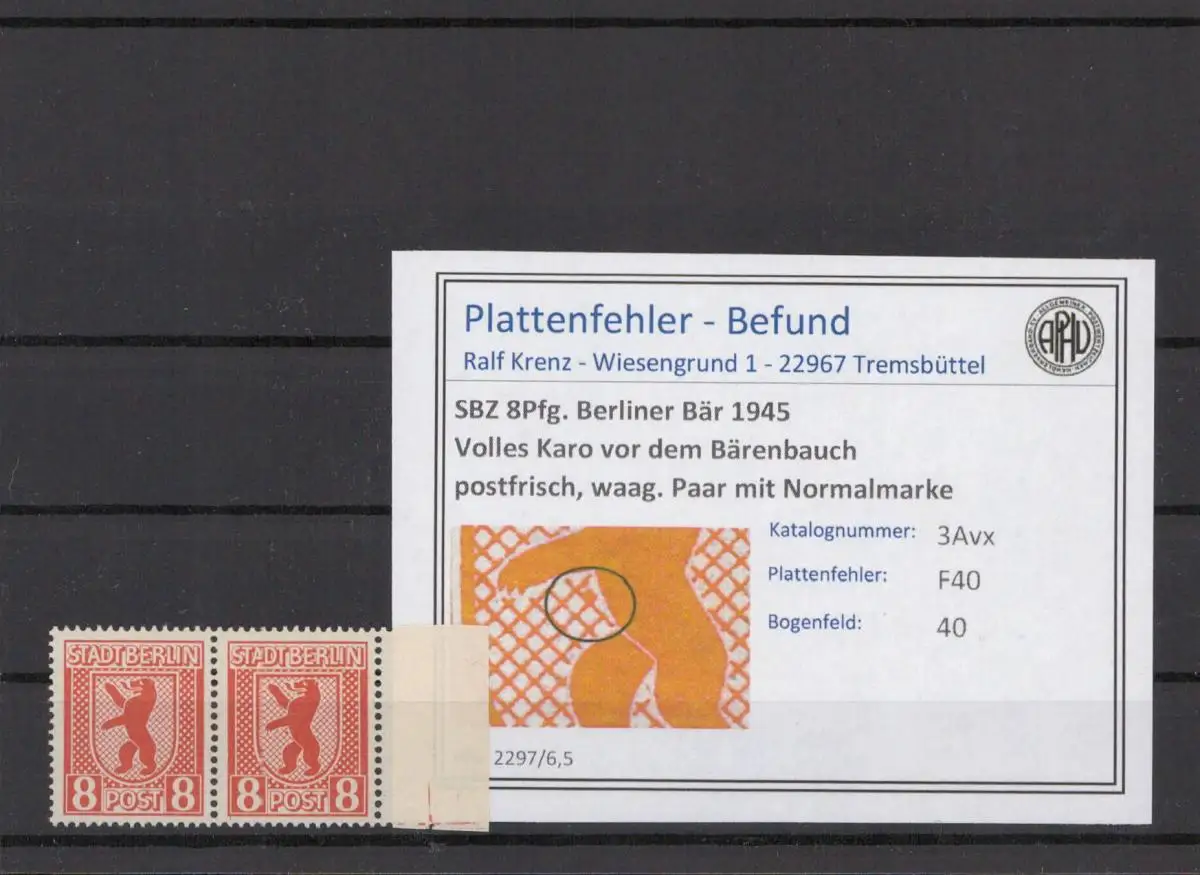 Plattenfehler - Befund
Ralf Krenz - Wiesengrund 1 - 22967 Tremsbüttel
APHV
SBZ 8Pfg. Berliner Bär 1945
Volles Karo vor dem Bärenbauch
postfrisch, waag. Paar mit Normalmarke
Katalognummer: 3Avx
Plattenfehler: F40
Bogenfeld: 40
2297/6,5
STADT BERLIN
8 POST 8
STADT BERLIN
8 POST 8